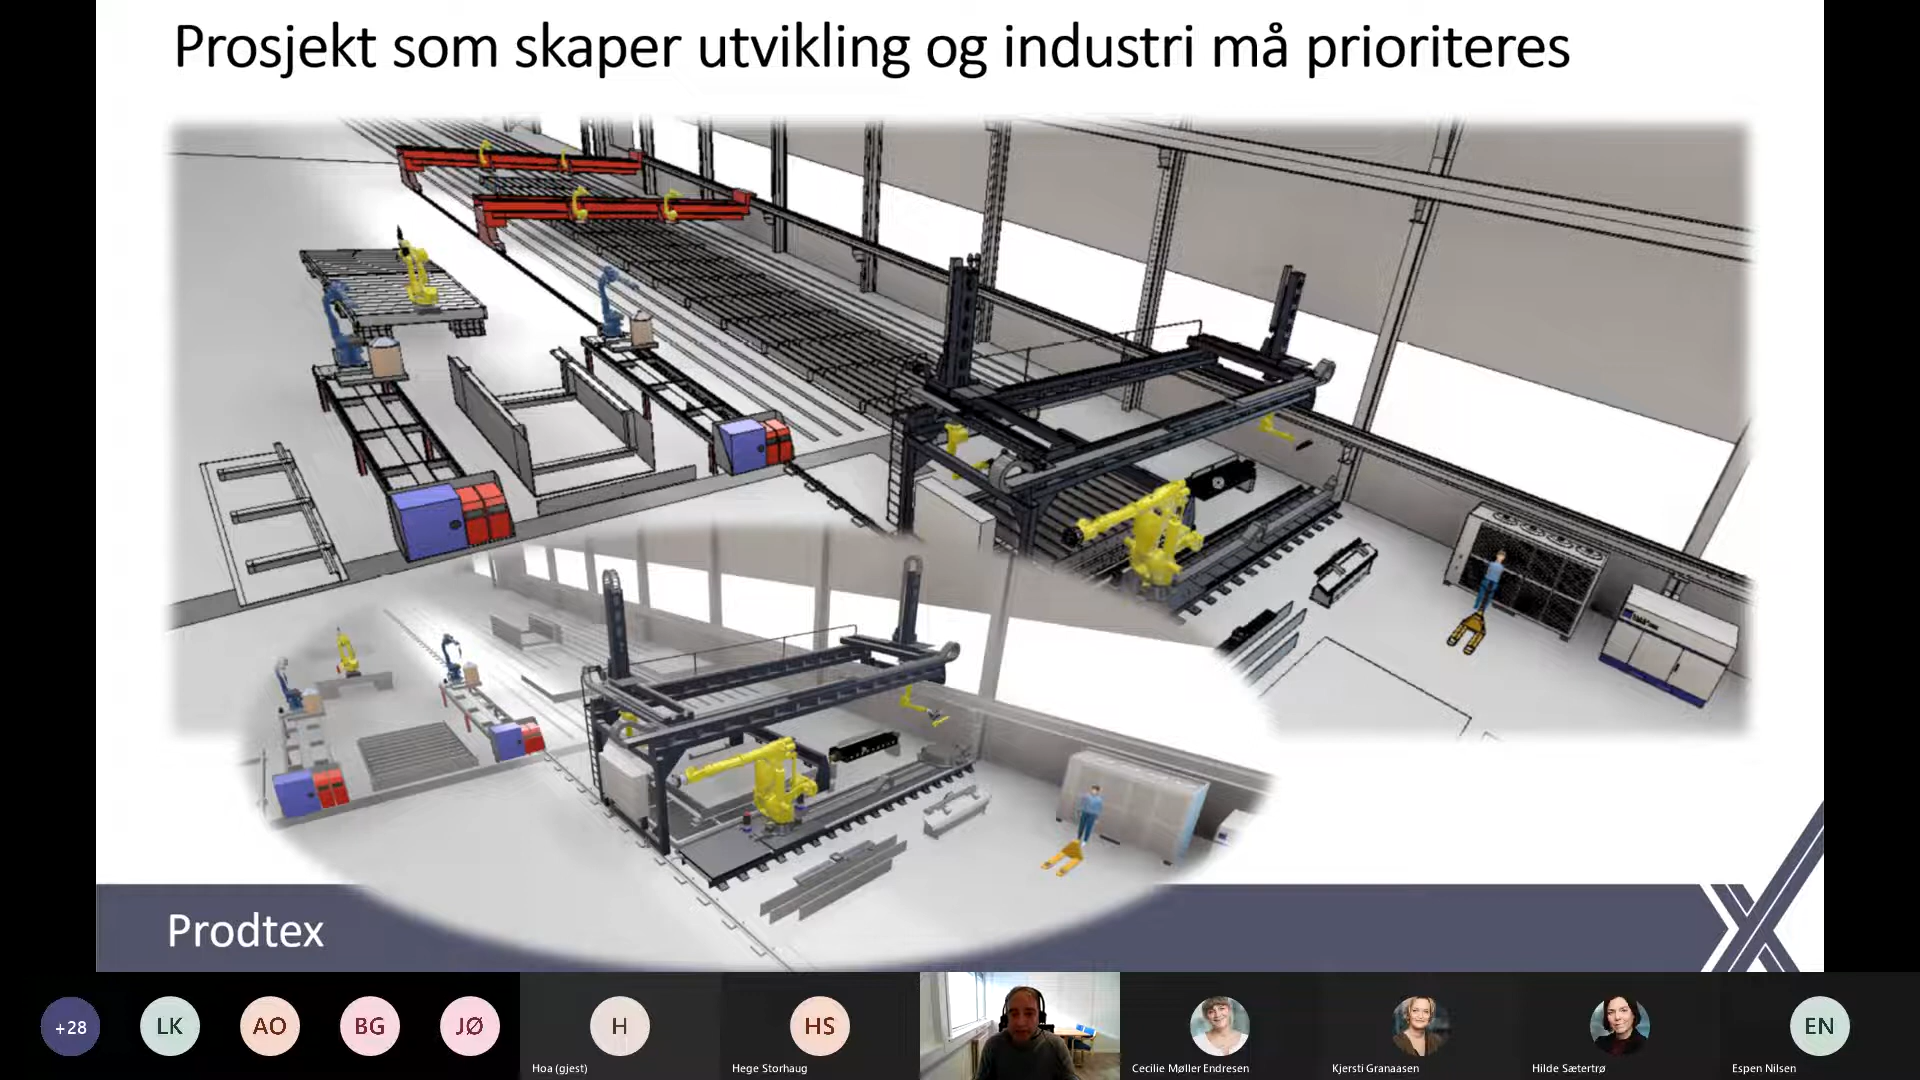 Prosjekt som skaper utvikling og industri må prioriteres
Prodtex
+28
LK
AO
BG
JØ
H
HS
EN
Hoa (gjest)
Hege Storhaug
Cecilie Møller Endresen
Kjersti Granaasen
Hilde Sætertrø
Espen Nilsen